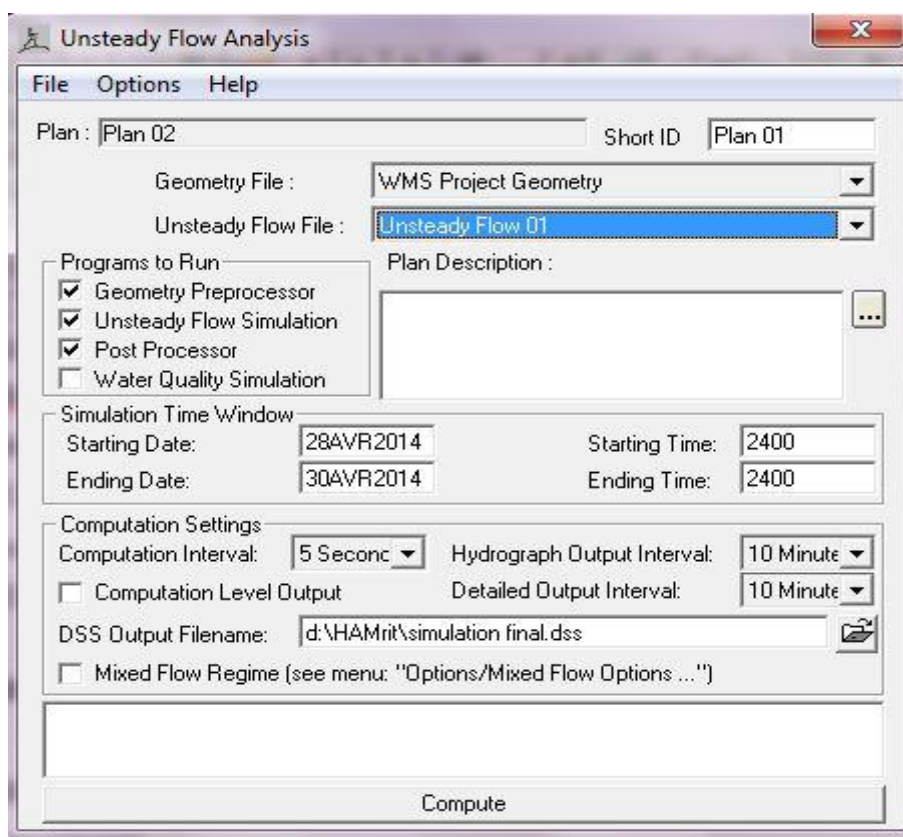 Unsteady Flow Analysis
File Options Help
Plan : Plan 02 Short ID Plan 01
Geometry File : WMS Project Geometry
Unsteady Flow File : Unsteady Flow 01
Programs to Run Plan Description :
Geometry Preprocessor
Unsteady Flow Simulation ...
Post Processor
Water Quality Simulation
Simulation Time Window
Starting Date: 28AVR2014 Starting Time: 2400
Ending Date: 30AVR2014 Ending Time: 2400
Computation Settings
Computation Interval: 5 Seconc Hydrograph Output Interval: 10 Minute
Computation Level Output Detailed Output Interval: 10 Minute
DSS Output Filename: d:\HAMrit\simulation final.dss
Mixed Flow Regime (see menu: "Options/Mixed Flow Options ...")
Compute